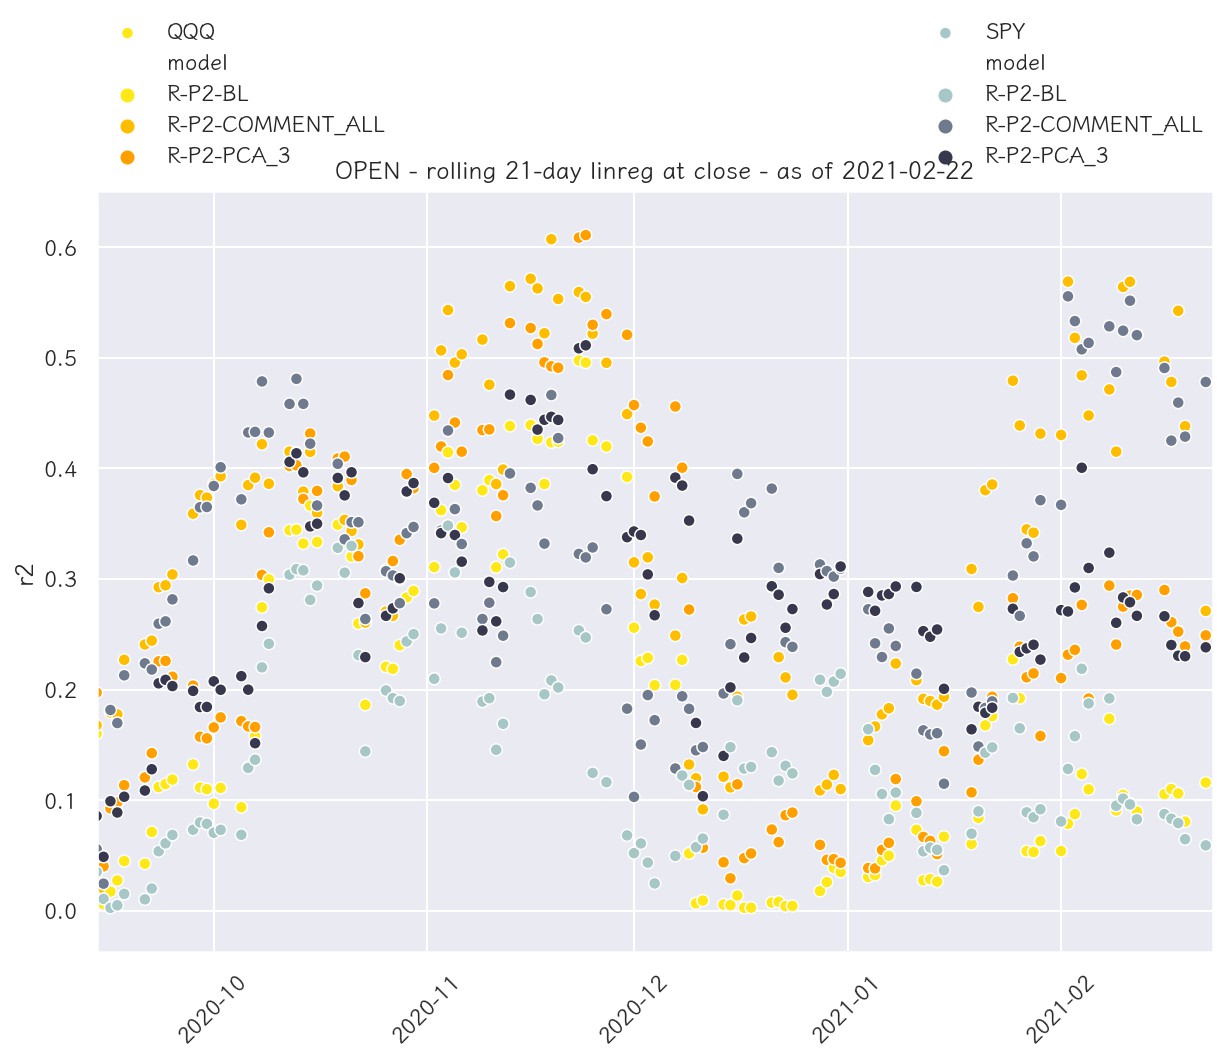 QQQ
model
R-P2-BL
R-P2-COMMENT_ALL
R-P2-PCA_3
SPY
model
R-P2-BL
R-P2-COMMENT_ALL
R-P2-PCA_3
OPEN - rolling 21-day linreg at close - as of 2021-02-22
r2
0.6
0.5
0.4
0.3
0.2
0.1
0.0
2020-10
2020-11
2020-12
2021-01
2021-02